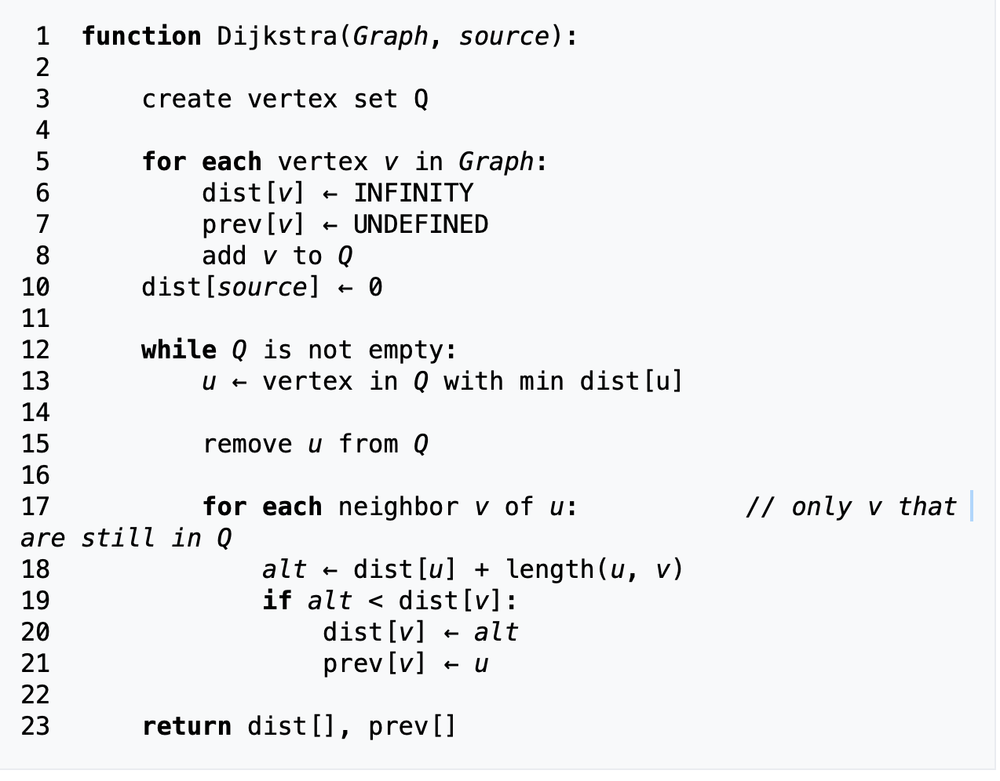 1 function Dijkstra(Graph, source):
2
3 create vertex set Q
4
5 for each vertex v in Graph:
6 dist[v] ← INFINITY
7 prev[v] ← UNDEFINED
8 add v to Q
10 dist[source] ← 0
11
12 while Q is not empty:
13 u ← vertex in Q with min dist[u]
14
15 remove u from Q
16
17 for each neighbor v of u: // only v that
are still in Q
18 alt ← dist[u] + length(u, v)
19 if alt < dist[v]:
20 dist[v] ← alt
21 prev[v] ← u
22
23 return dist[], prev[]